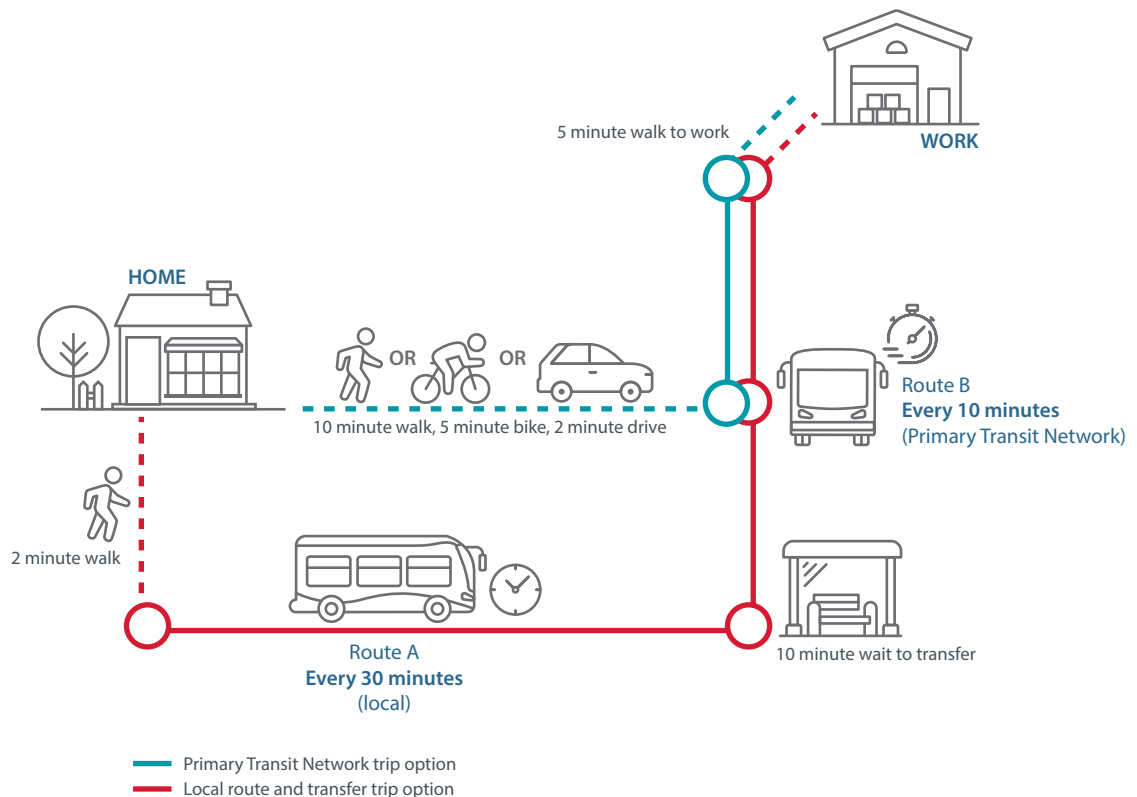 5 minute walk to work
WORK
HOME
OR
OR
10 minute walk, 5 minute bike, 2 minute drive
Route B
Every 10 minutes
(Primary Transit Network)
2 minute walk
Route A
Every 30 minutes
(local)
10 minute wait to transfer
Primary Transit Network trip option
Local route and transfer trip option